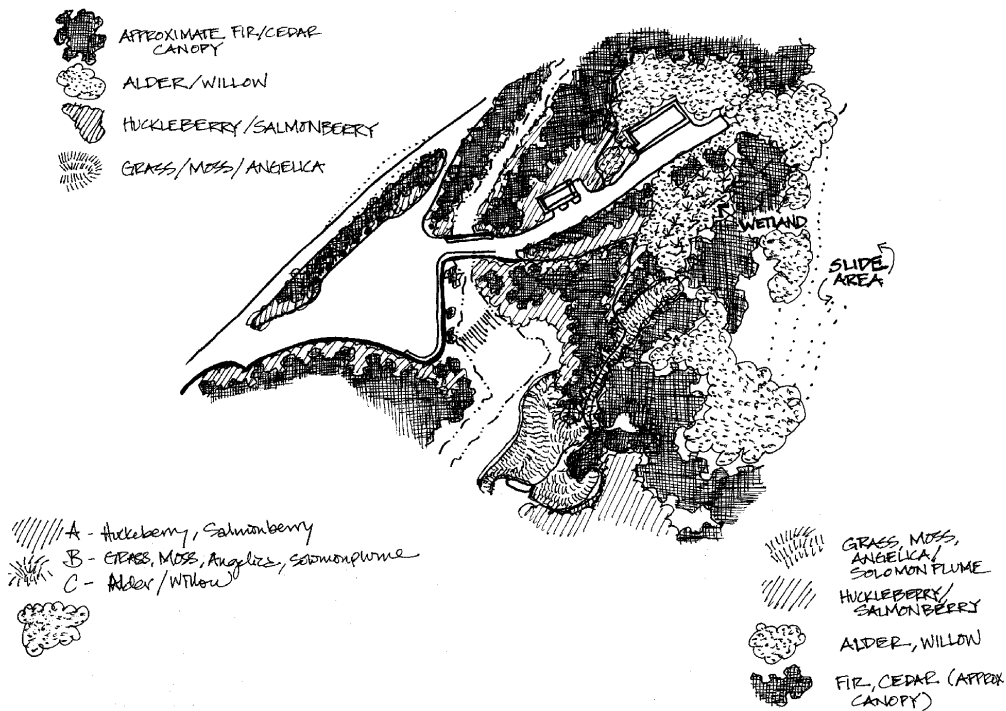 APPROXIMATE FIR/CEDAR
CANOPY
ALDER/WILLOW
HUCKLEBERRY/SALMONBERRY
GRASS/MOSS/ANGELICA
WETLAND
SLIDE
AREA
A - Huckeberry, Salmonberry
B - GRASS, MOSS, Angelica, Solomonplume
C - Alder/Willow
GRASS, MOSS,
ANGELICA/
SOLOMON PLUME
HUCKLEBERRY/
SALMONBERRY
ALDER, WILLOW
FIR, CEDAR (APPROX
CANOPY)